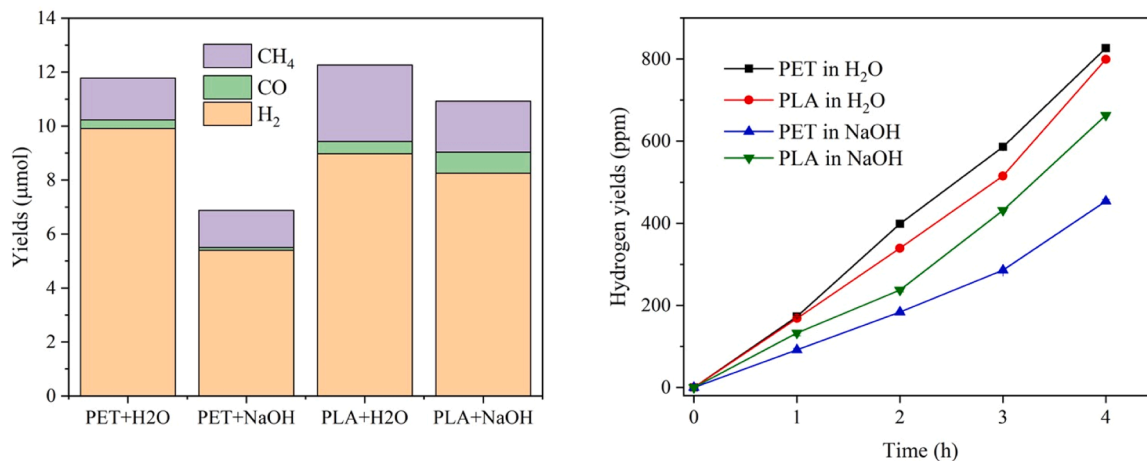 14
12
10
8
6
4
2
0
Yields (μmol)
CH₄
CO
H₂
PET+H2O
PET+NaOH
PLA+H2O
PLA+NaOH
800
600
400
200
0
Hydrogen yields (ppm)
PET in H₂O
PLA in H₂O
PET in NaOH
PLA in NaOH
0
1
2
3
4
Time (h)